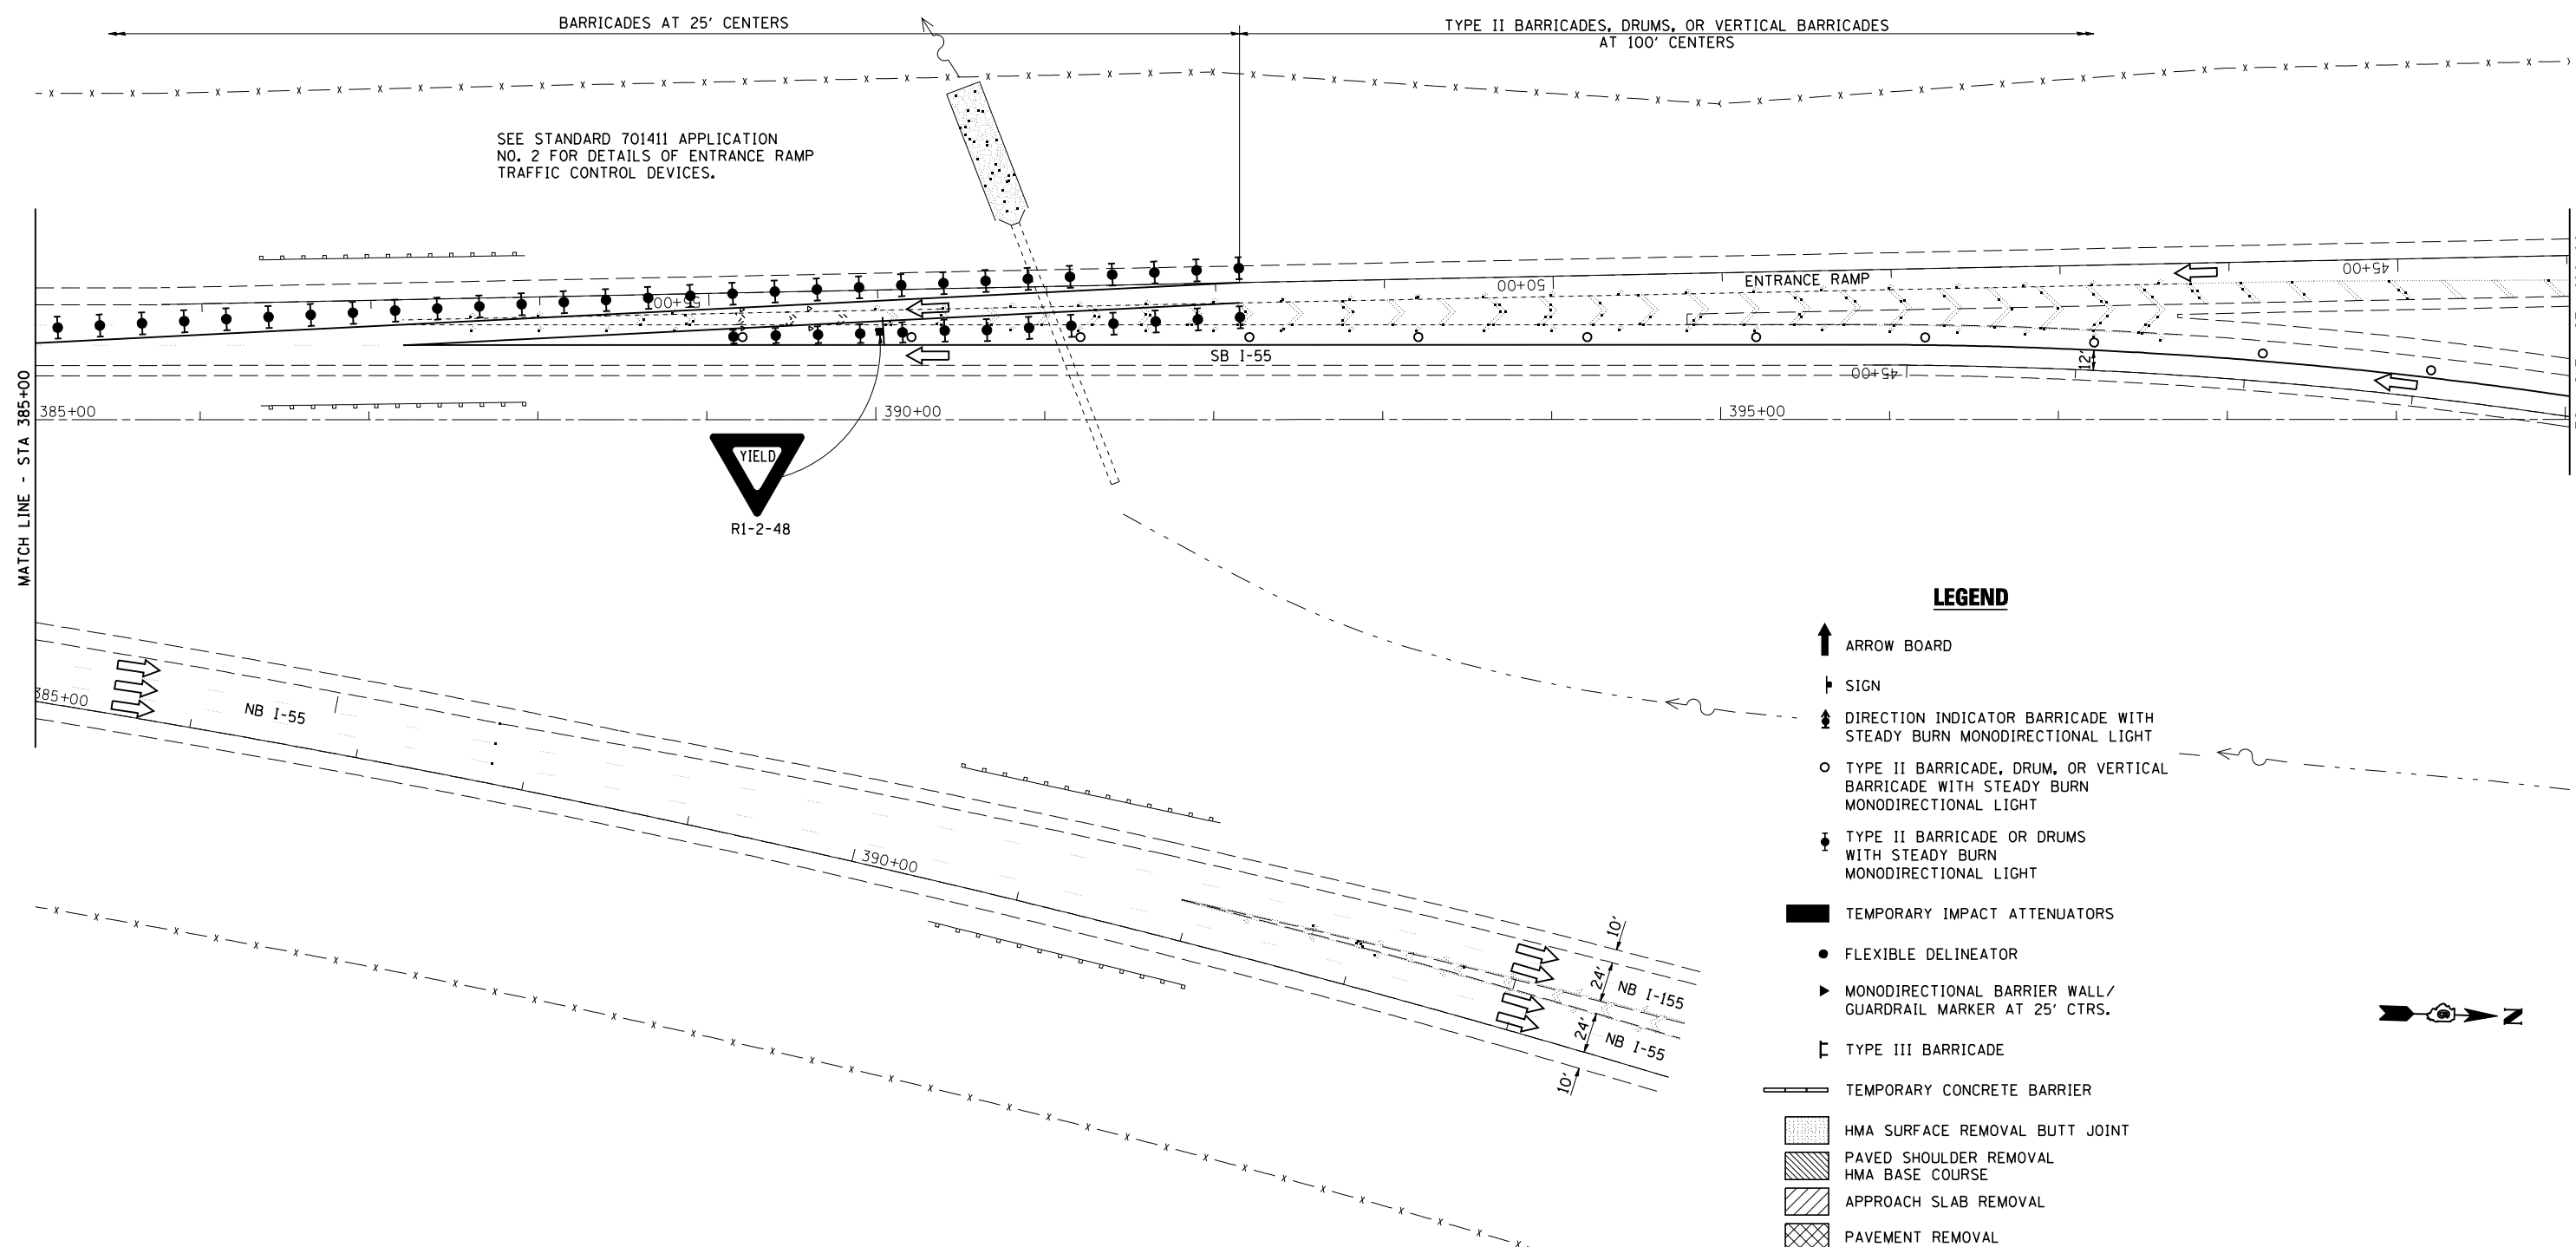 BARRICADES AT 25' CENTERS
TYPE II BARRICADES, DRUMS, OR VERTICAL BARRICADES
AT 100' CENTERS
SEE STANDARD 701411 APPLICATION
NO. 2 FOR DETAILS OF ENTRANCE RAMP
TRAFFIC CONTROL DEVICES.
ENTRANCE RAMP
45+00
50+00
55+00
SB I-55
12'
45+00
MATCH LINE - STA 385+00
385+00
390+00
395+00
YIELD
R1-2-48
385+00
NB I-55
390+00
10'
24'
NB I-155
24'
NB I-55
10'
LEGEND
ARROW BOARD
SIGN
DIRECTION INDICATOR BARRICADE WITH
STEADY BURN MONODIRECTIONAL LIGHT
TYPE II BARRICADE, DRUM, OR VERTICAL
BARRICADE WITH STEADY BURN
MONODIRECTIONAL LIGHT
TYPE II BARRICADE OR DRUMS
WITH STEADY BURN
MONODIRECTIONAL LIGHT
TEMPORARY IMPACT ATTENUATORS
FLEXIBLE DELINEATOR
MONODIRECTIONAL BARRIER WALL/
GUARDRAIL MARKER AT 25' CTRS.
TYPE III BARRICADE
TEMPORARY CONCRETE BARRIER
HMA SURFACE REMOVAL BUTT JOINT
PAVED SHOULDER REMOVAL
HMA BASE COURSE
APPROACH SLAB REMOVAL
PAVEMENT REMOVAL
N